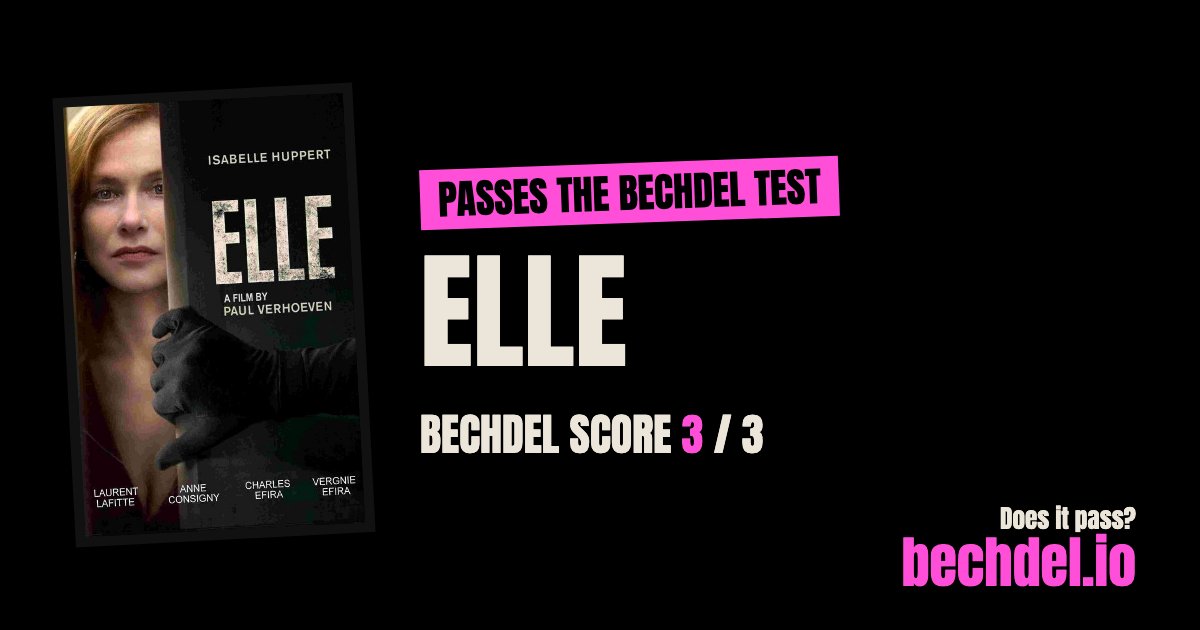 ISABELLE HUPPERT
ELLE
A FILM BY
PAUL VERHOEVEN
LAURENT
LAFITTE
ANNE
CONSIGNY
CHARLES
EFIRA
VERGNIE
EFIRA
PASSES THE BECHDEL TEST
ELLE
BECHDEL SCORE 3 / 3
Does it pass?
bechdel.io